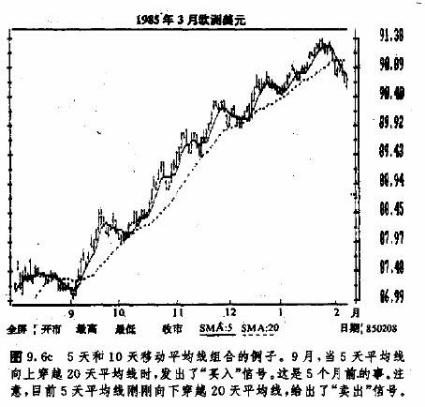 1985年3月欧洲美元
91.38
90.89
90.40
89.92
89.43
88.94
88.45
87.97
87.48
86.99
9 10 11 12 1 2 月
全屏 开市 最高 最低 收市 SMA:5 SMA:20 日期:850208
图9.6c 5天和10天移动平均线组合的例子。9月,当5天平均线
向上穿越20天平均线时,发出了“买入”信号。这是5个月前的事。注
意,目前5天平均线刚刚向下穿越20天平均线,给出了“卖出”信号。